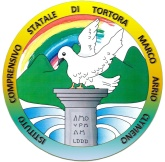 ISTITUTO COMPRENSIVO STATALE DI TORTORA MARCO ARRIO CLYMENO